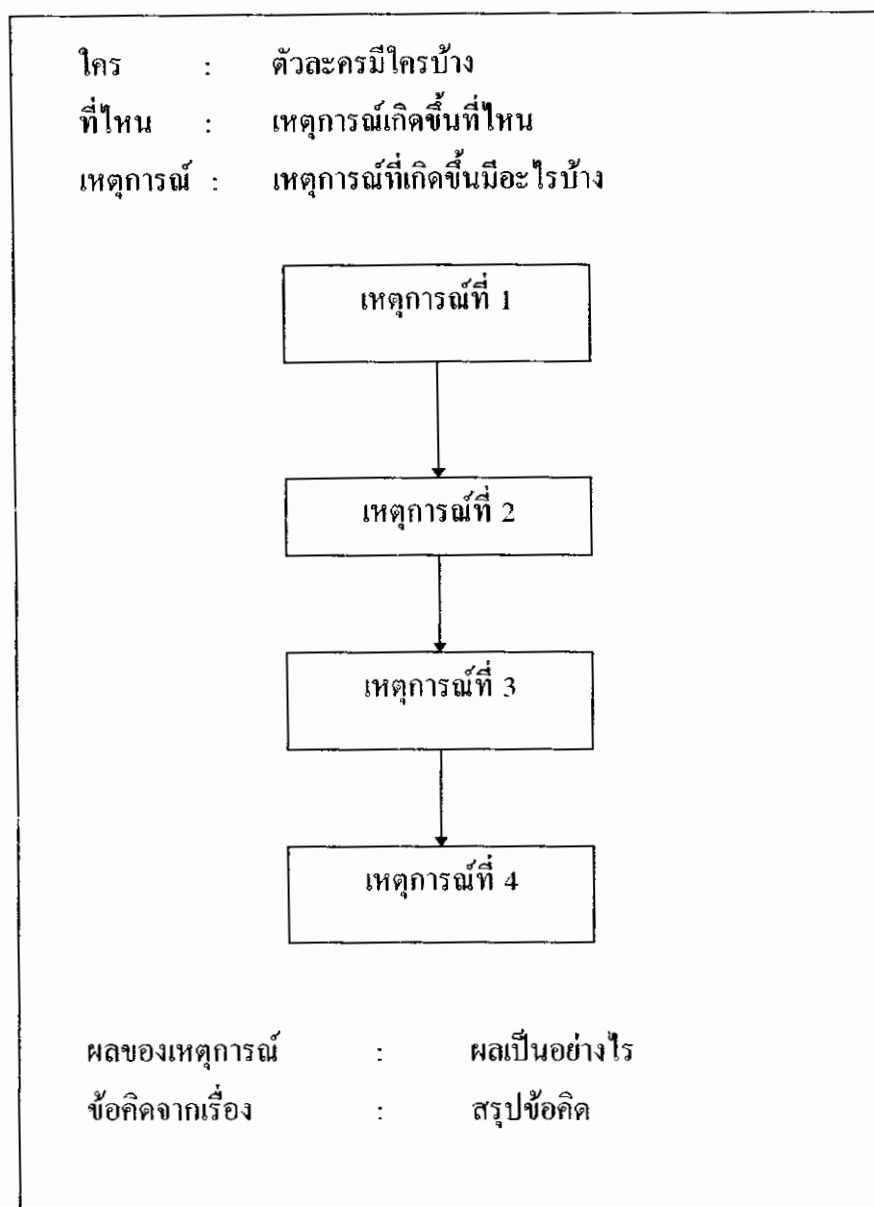 ใคร : ตัวละครมีใครบ้าง
ที่ไหน : เหตุการณ์เกิดขึ้นที่ไหน
เหตุการณ์ : เหตุการณ์ที่เกิดขึ้นมีอะไรบ้าง
เหตุการณ์ที่ 1
เหตุการณ์ที่ 2
เหตุการณ์ที่ 3
เหตุการณ์ที่ 4
ผลของเหตุการณ์ : ผลเป็นอย่างไร
ข้อคิดจากเรื่อง : สรุปข้อคิด